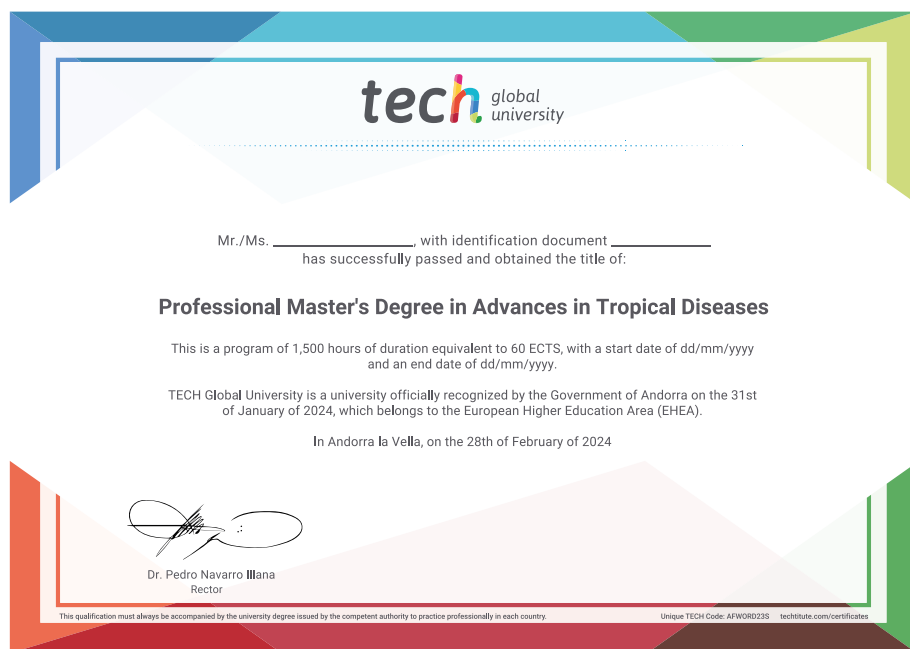 tech global
university
Mr./Ms. ____________, with identification document ____________
has successfully passed and obtained the title of:
Professional Master's Degree in Advances in Tropical Diseases
This is a program of 1,500 hours of duration equivalent to 60 ECTS, with a start date of dd/mm/yyyy
and an end date of dd/mm/yyyy.
TECH Global University is a university officially recognized by the Government of Andorra on the 31st
of January of 2024, which belongs to the European Higher Education Area (EHEA).
In Andorra la Vella, on the 28th of February of 2024
Dr. Pedro Navarro Illana
Rector
This qualification must always be accompanied by the university degree issued by the competent authority to practice professionally in each country. Unique TECH Code: AFWORD23S techtitute.com/certificates